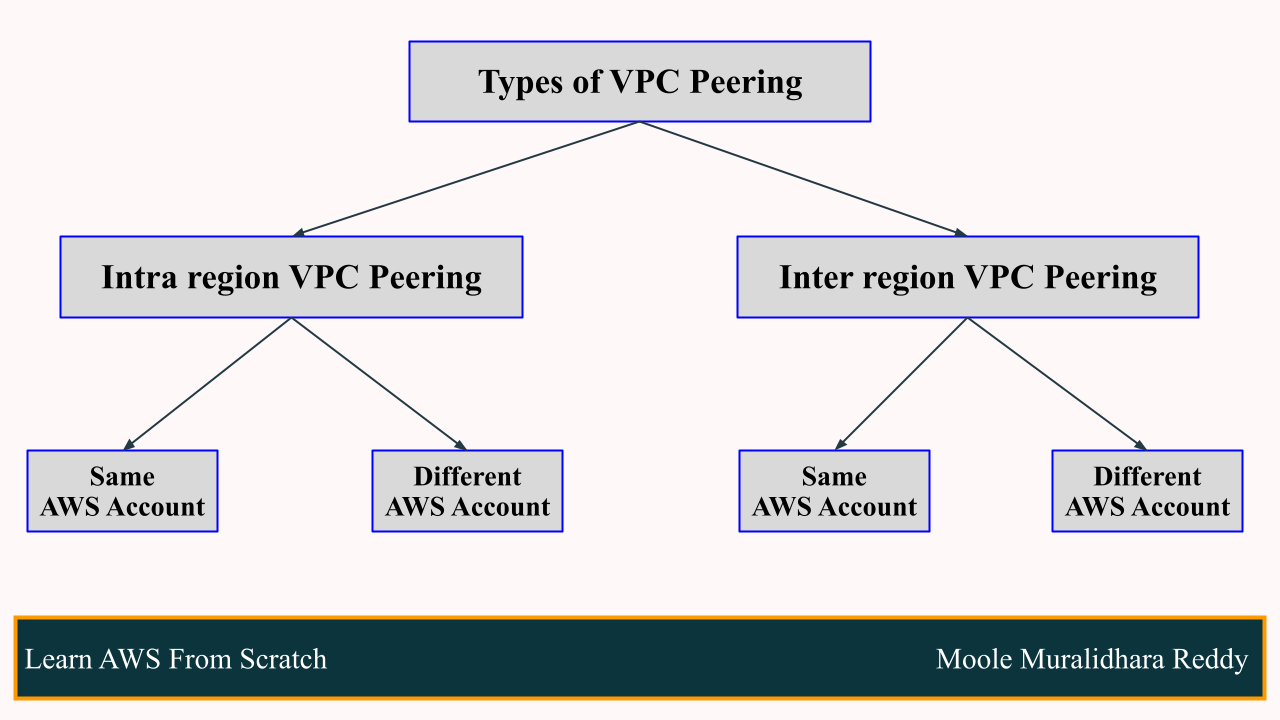 Types of VPC Peering
Intra region VPC Peering
Inter region VPC Peering
Same
AWS Account
Different
AWS Account
Same
AWS Account
Different
AWS Account
Learn AWS From Scratch
Moole Muralidhara Reddy